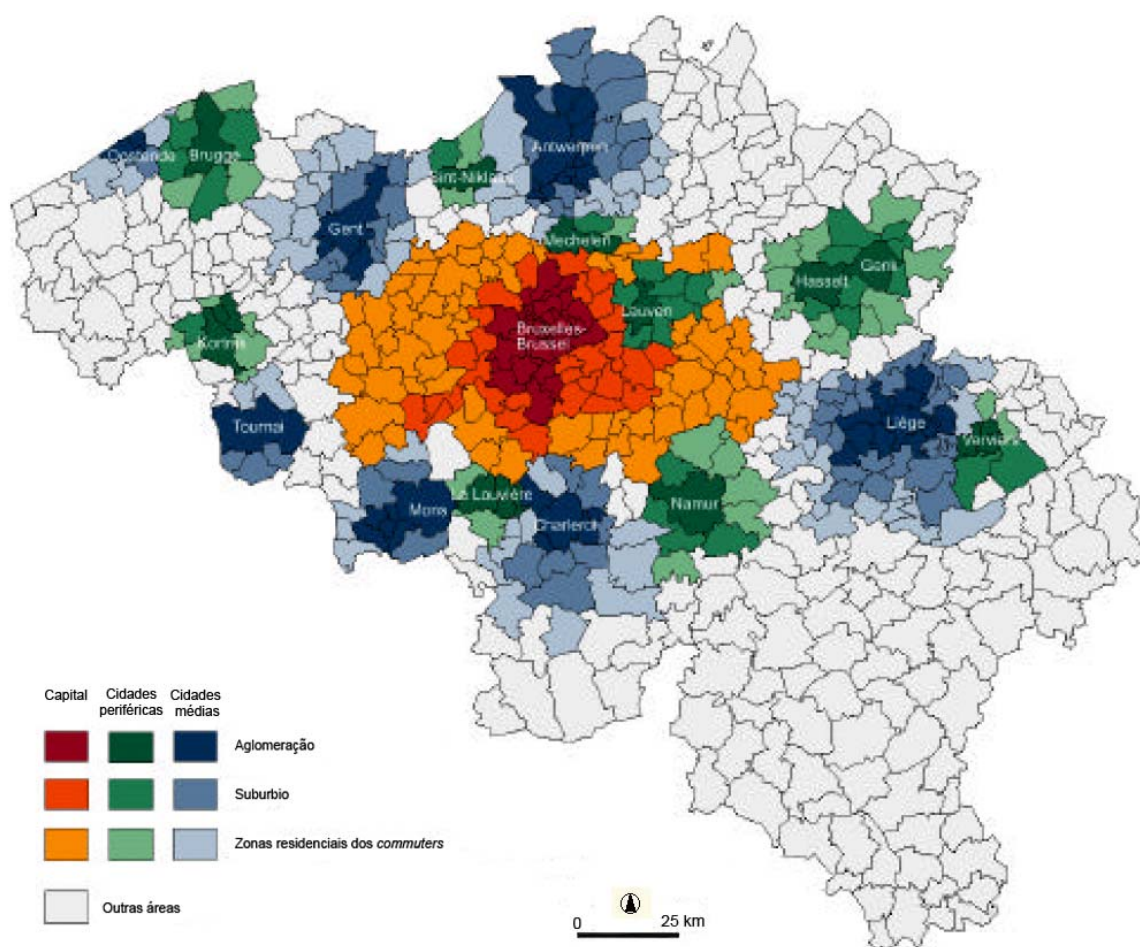 Antwerpen
Oostende
Brugge
Sint-Niklaas
Gent
Mechelen
Genk
Hasselt
Leuven
Bruxelles-
Brussel
Kortrijk
Tournai
Liège
Verviers
La Louvière
Mons
Namur
Charleroi
Capital
Cidades
periféricas
Cidades
médias
Aglomeração
Suburbio
Zonas residenciais dos commuters
Outras áreas
0 25 km